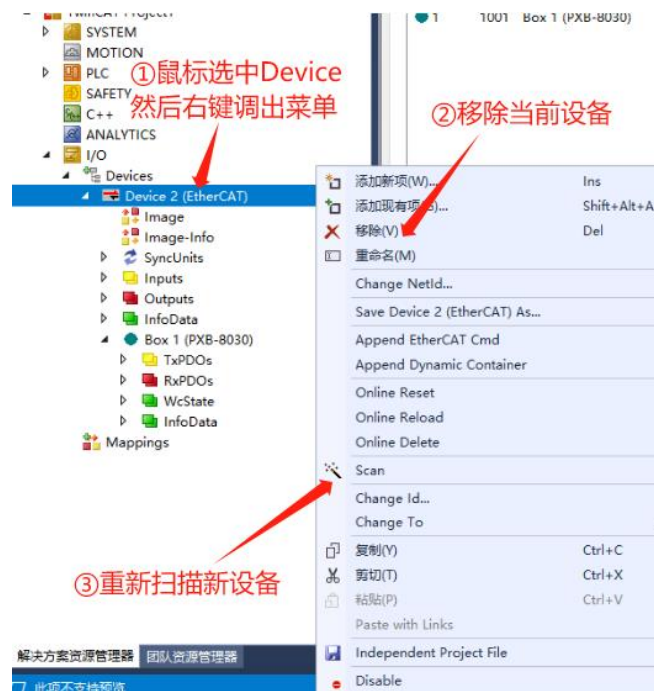 1 1001 Box 1 (PXB-8030)
SYSTEM
MOTION
PLC
SAFETY
C++
ANALYTICS
I/O
Devices
Device 2 (EtherCAT)
Image
Image-Info
SyncUnits
Inputs
Outputs
InfoData
Box 1 (PXB-8030)
TxPDOs
RxPDOs
WcState
InfoData
Mappings
①鼠标选中Device
然后右键调出菜单
②移除当前设备
③重新扫描新设备
添加新项(W)... Ins
添加现有项 Shift+Alt+A
移除(V) Del
重命名(M)
Change NetId...
Save Device 2 (EtherCAT) As...
Append EtherCAT Cmd
Append Dynamic Container
Online Reset
Online Reload
Online Delete
Scan
Change Id...
Change To
复制(Y) Ctrl+C
剪切(T) Ctrl+X
粘贴(P) Ctrl+V
Paste with Links
Independent Project File
Disable
解决方案资源管理器 团队资源管理器
此项不支持预览